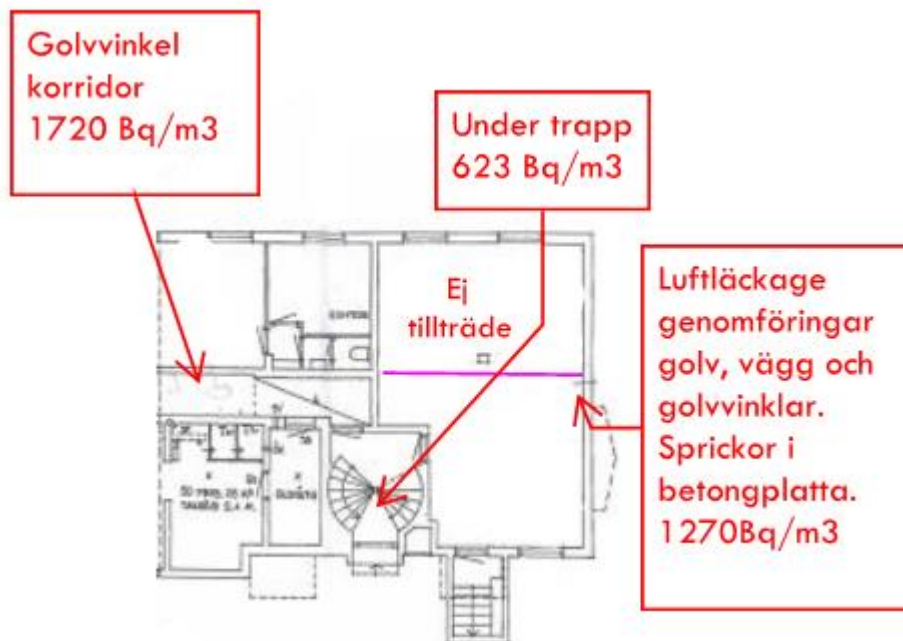 Golvvinkel
korridor
1720 Bq/m3
Under trapp
623 Bq/m3
Ej
tillträde
Luftläckage
genomföringar
golv, vägg och
golvvinklar.
Sprickor i
betongplatta.
1270Bq/m3